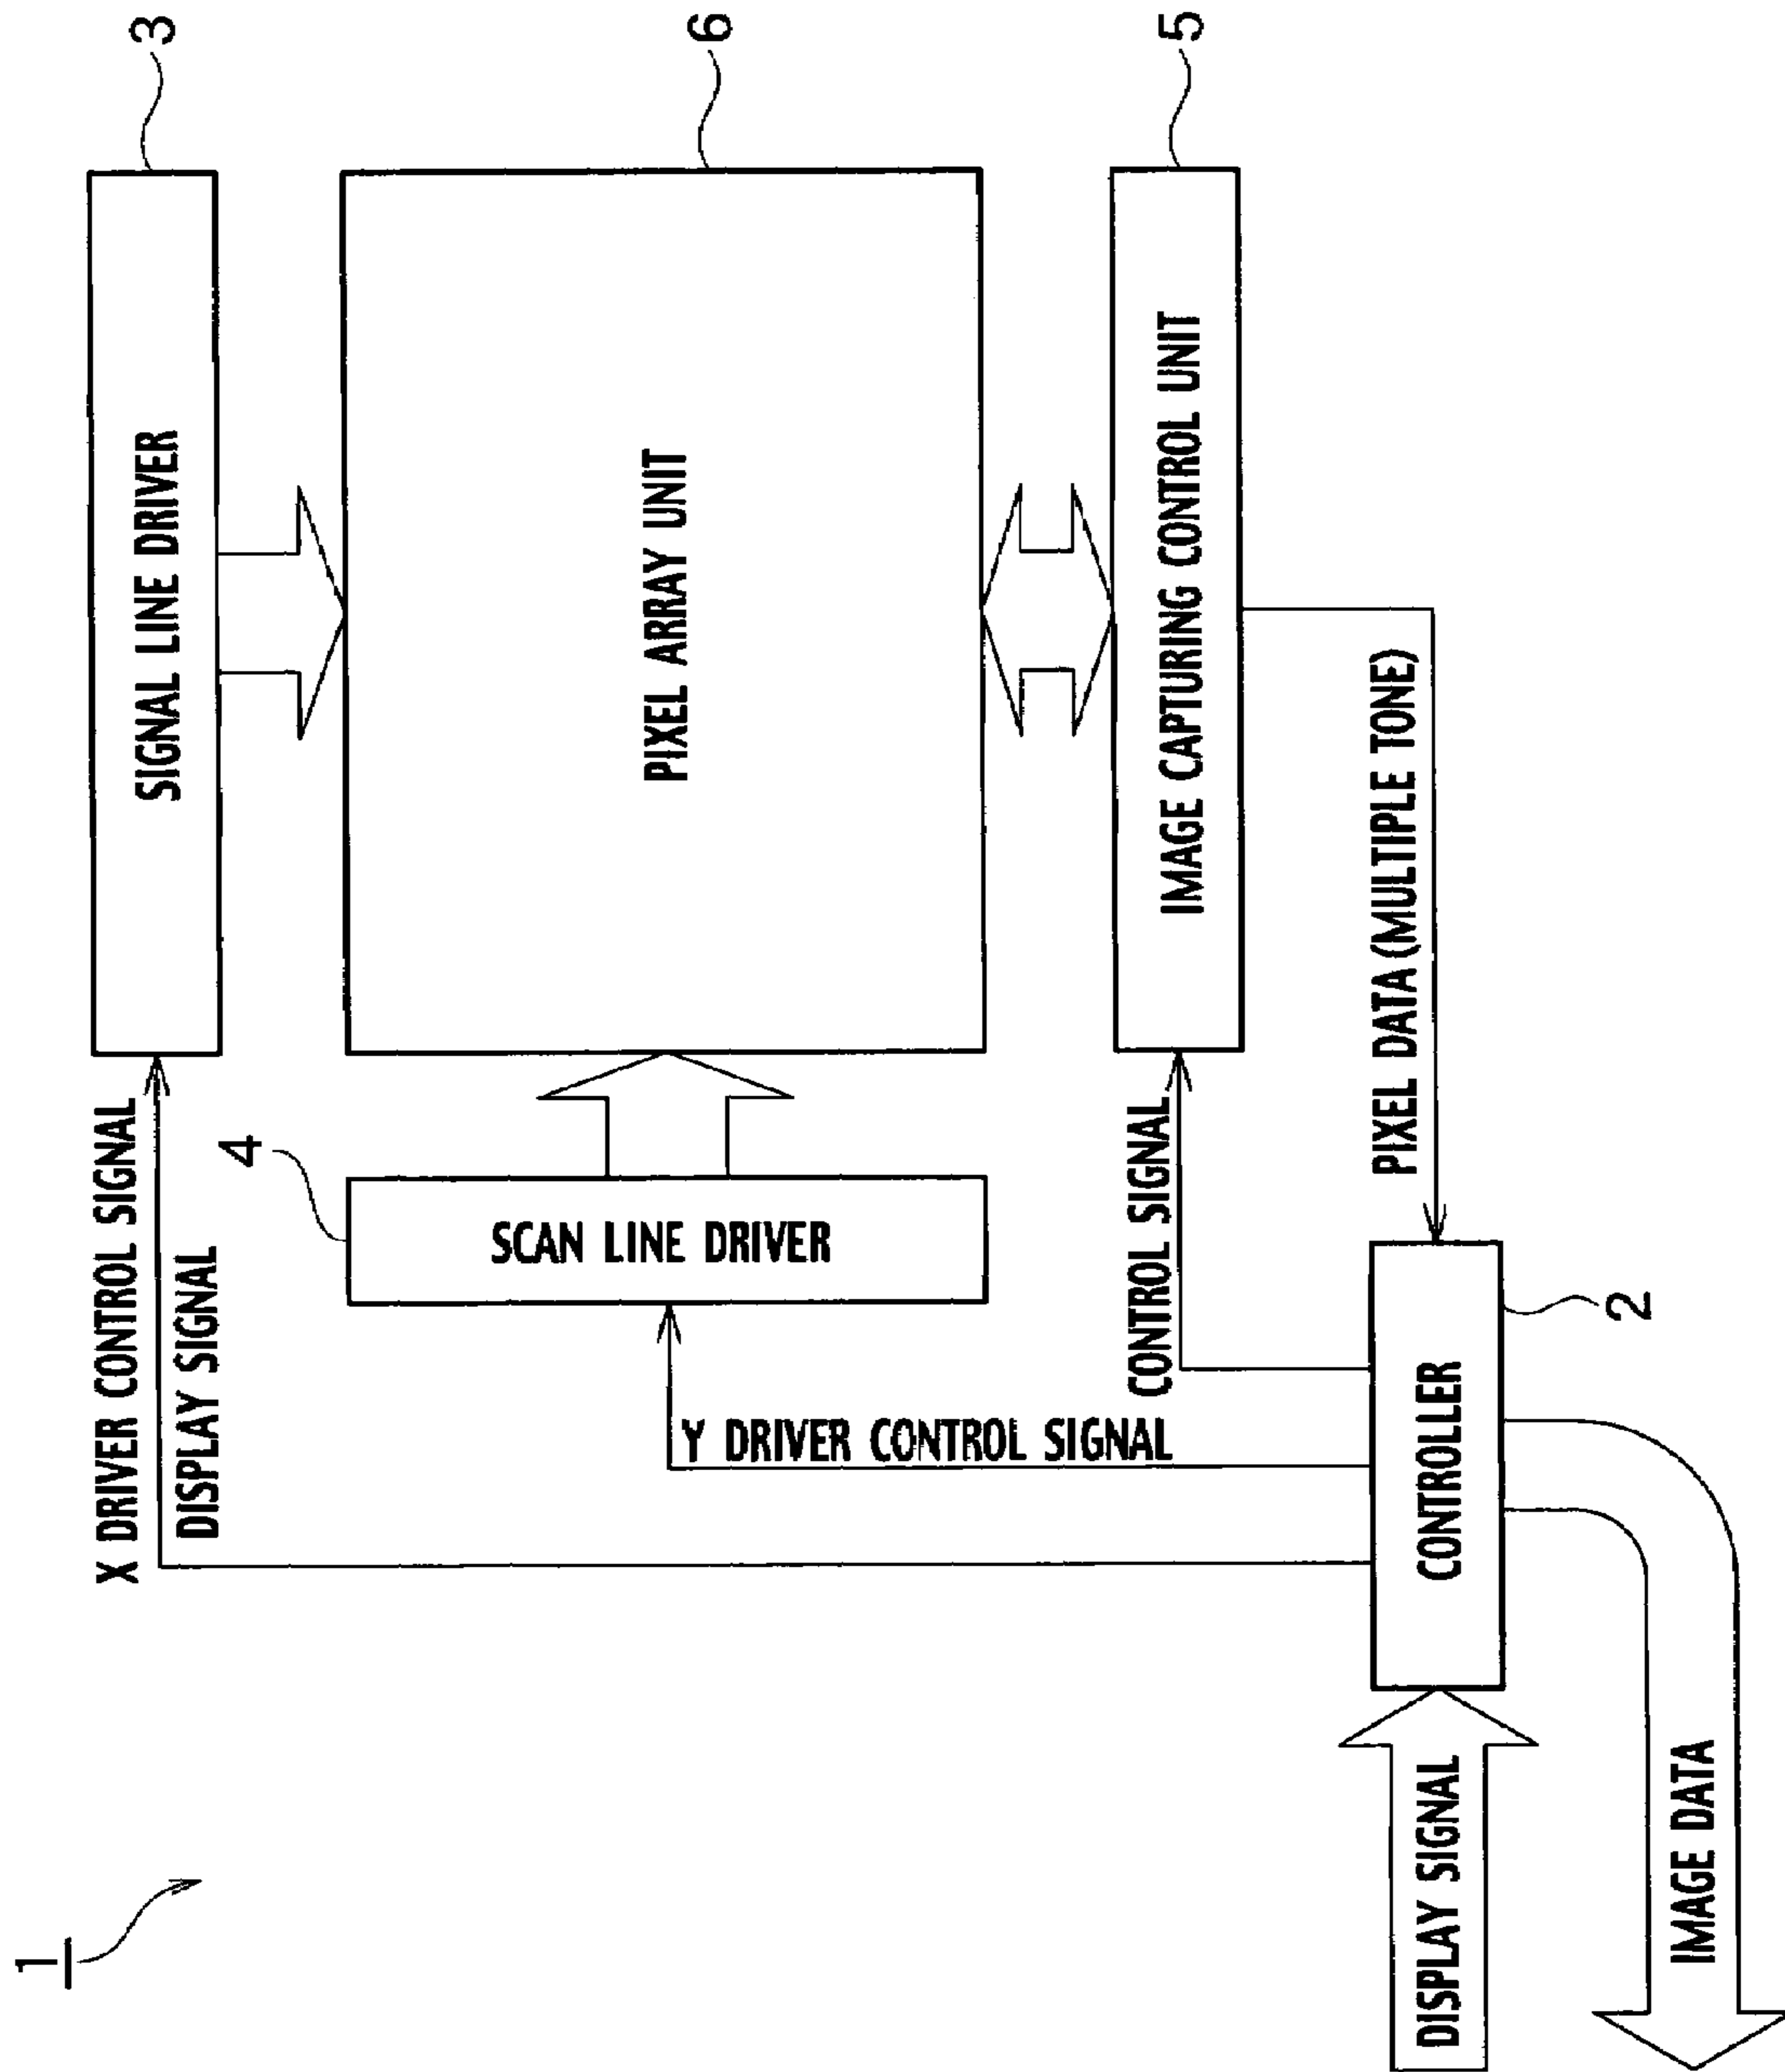 1
X DRIVER CONTROL SIGNAL
DISPLAY SIGNAL
SIGNAL LINE DRIVER
3
4
SCAN LINE DRIVER
PIXEL ARRAY UNIT
6
Y DRIVER CONTROL SIGNAL
CONTROL SIGNAL
IMAGE CAPTURING CONTROL UNIT
5
PIXEL DATA (MULTIPLE TONE)
DISPLAY SIGNAL
CONTROLLER
2
IMAGE DATA